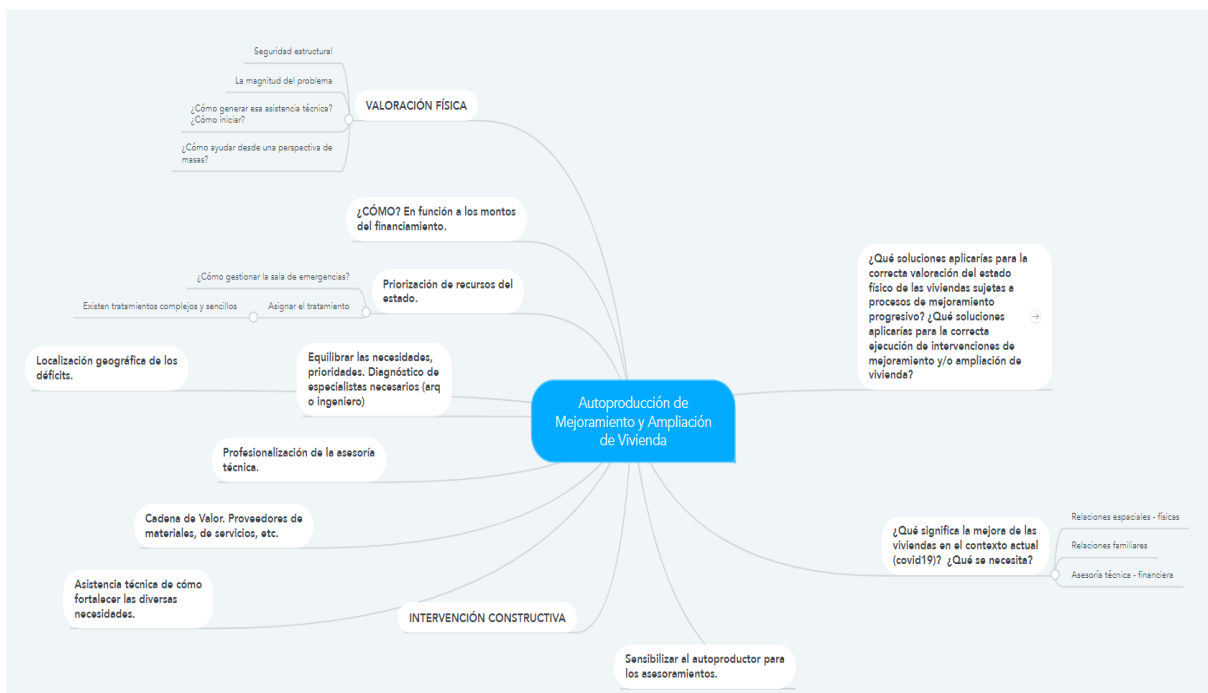 Seguridad estructural
La magnitud del problema
¿Cómo generar esa asistencia técnica?
¿Cómo iniciar?
¿Cómo ayudar desde una perspectiva de
masas?
VALORACIÓN FÍSICA
¿CÓMO? En función a los montos
del financiamiento.
¿Cómo gestionar la sala de emergencias?
Existen tratamientos complejos y sencillos
Asignar el tratamiento
Priorización de recursos del
estado.
Localización geográfica de los
déficits.
Equilibrar las necesidades,
prioridades. Diagnóstico de
especialistas necesarios (arq
o ingeniero)
Profesionalización de la asesoría
técnica.
Cadena de Valor. Proveedores de
materiales, de servicios, etc.
Asistencia técnica de cómo
fortalecer las diversas
necesidades.
INTERVENCIÓN CONSTRUCTIVA
Sensibilizar al autoproductor para
los asesoramientos.
Autoproducción de
Mejoramiento y Ampliación
de Vivienda
¿Qué soluciones aplicarías para la
correcta valoración del estado
físico de las viviendas sujetas a
procesos de mejoramiento
progresivo? ¿Qué soluciones
aplicarías para la correcta
ejecución de intervenciones de
mejoramiento y/o ampliación de
vivienda?
¿Qué significa la mejora de las
viviendas en el contexto actual
(covid19)? ¿Qué se necesita?
Relaciones espaciales - físicas
Relaciones familiares
Asesoría técnica - financiera